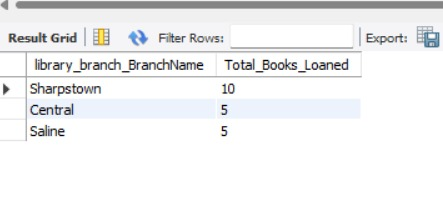 Result Grid Filter Rows: Export:
library_branch_BranchName Total_Books_Loaned
Sharpstown 10
Central 5
Saline 5